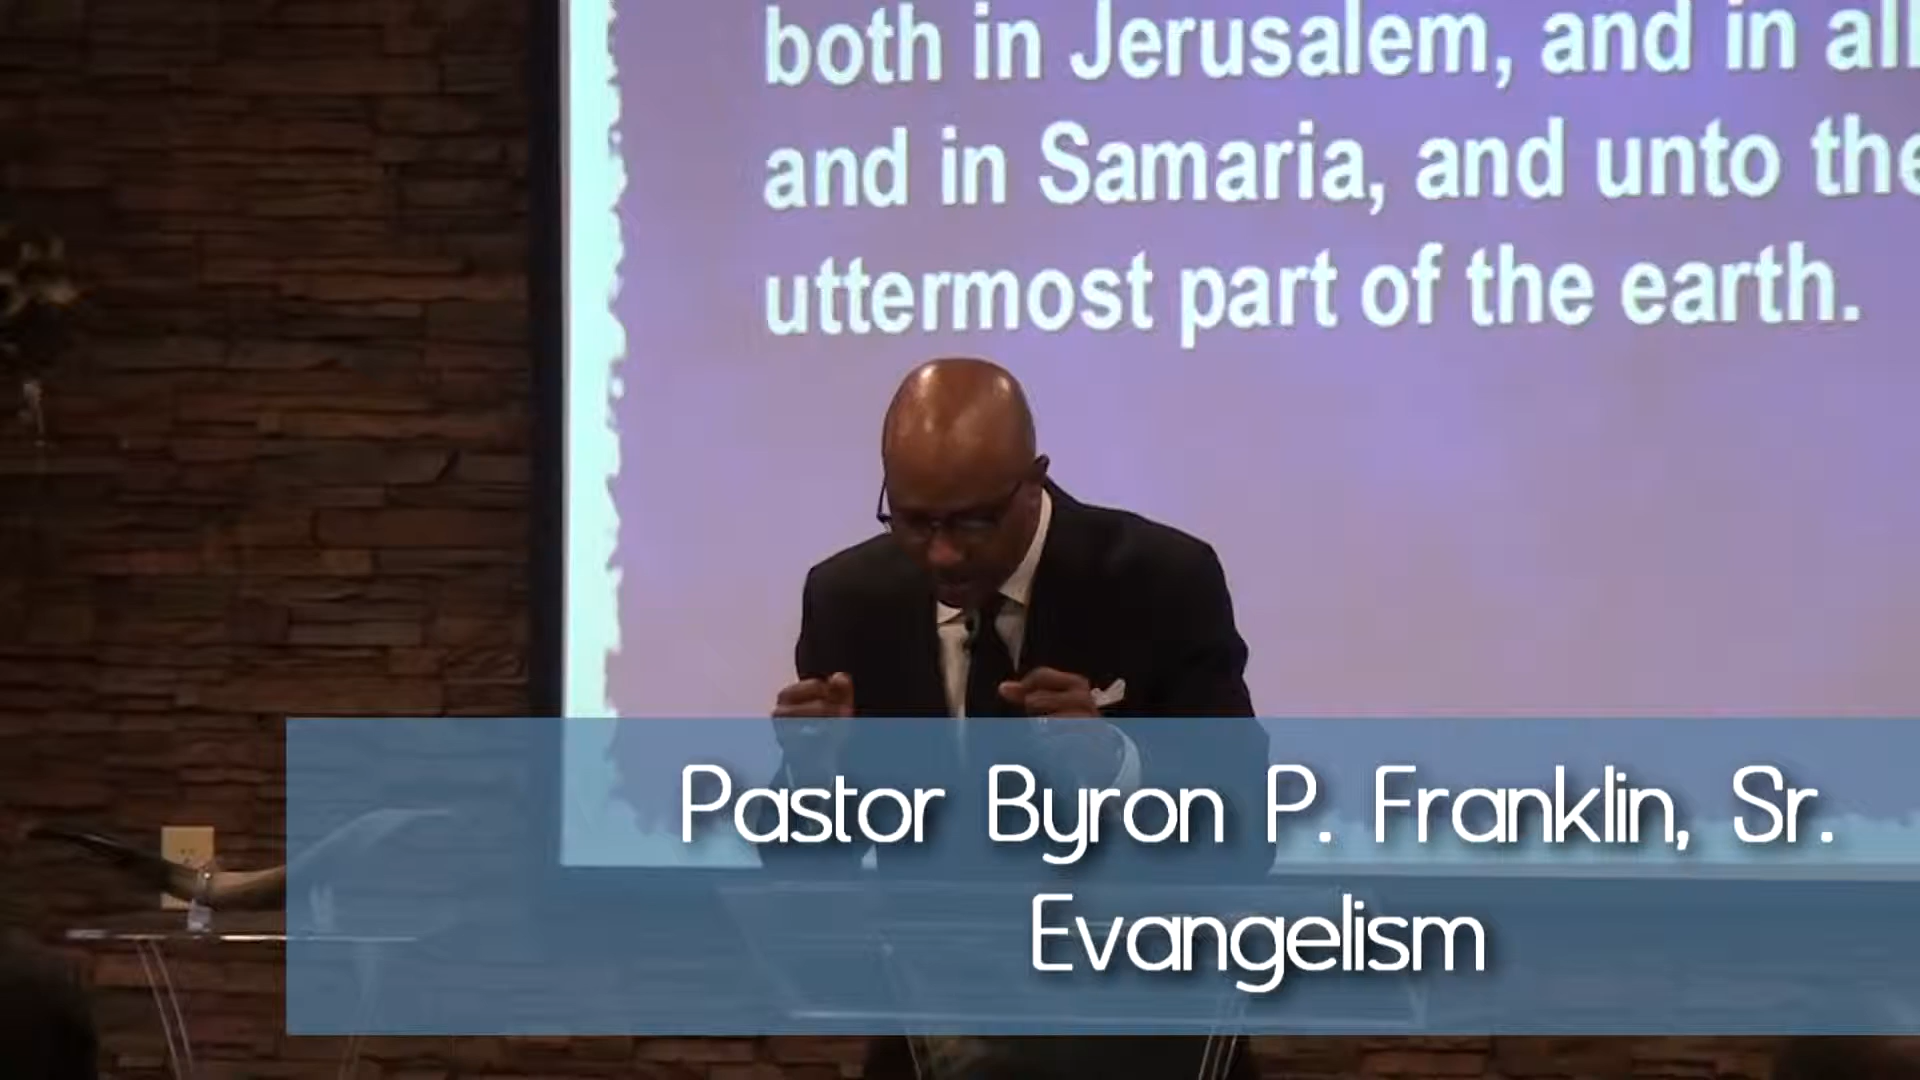 both in Jerusalem, and in all
and in Samaria, and unto the
uttermost part of the earth.
Pastor Byron P. Franklin, Sr.
Evangelism